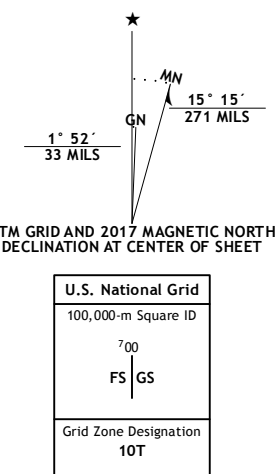 ★
MN
GN
15° 15´
271 MILS
1° 52´
33 MILS
TM GRID AND 2017 MAGNETIC NORTH
DECLINATION AT CENTER OF SHEET
U.S. National Grid
100,000-m Square ID
⁷00
FS GS
Grid Zone Designation
10T